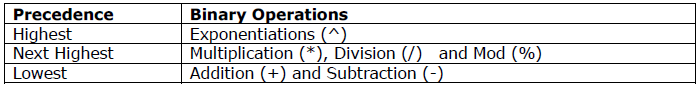 Precedence Binary Operations
Highest Exponentiations (^)
Next Highest Multiplication (*), Division (/) and Mod (%)
Lowest Addition (+) and Subtraction (-)